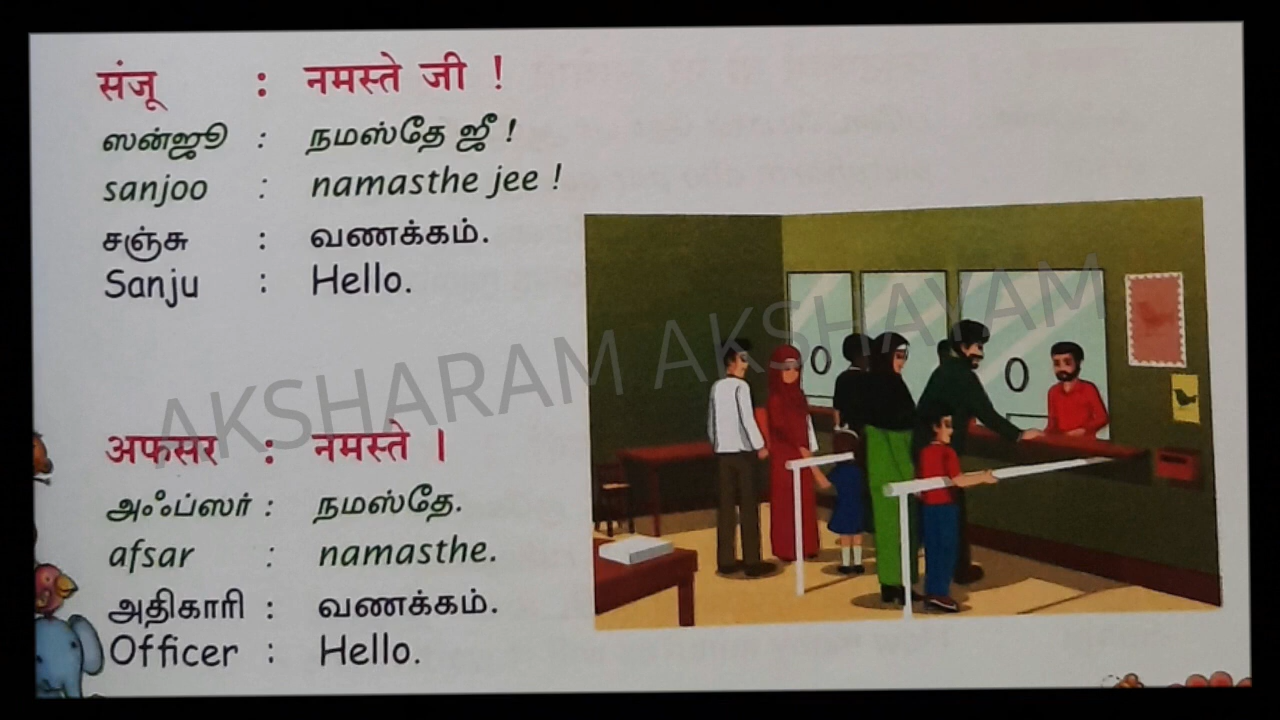 संजू : नमस्ते जी !
ஸன்ஜூ : நமஸ்தே ஜீ !
sanjoo : namasthe jee !
சஞ்சு : வணக்கம்.
Sanju : Hello.
AKSHARAM AKSHAYAM
अफसर : नमस्ते ।
அஃப்ஸர் : நமஸ்தே.
afsar : namasthe.
அதிகாரி : வணக்கம்.
Officer : Hello.